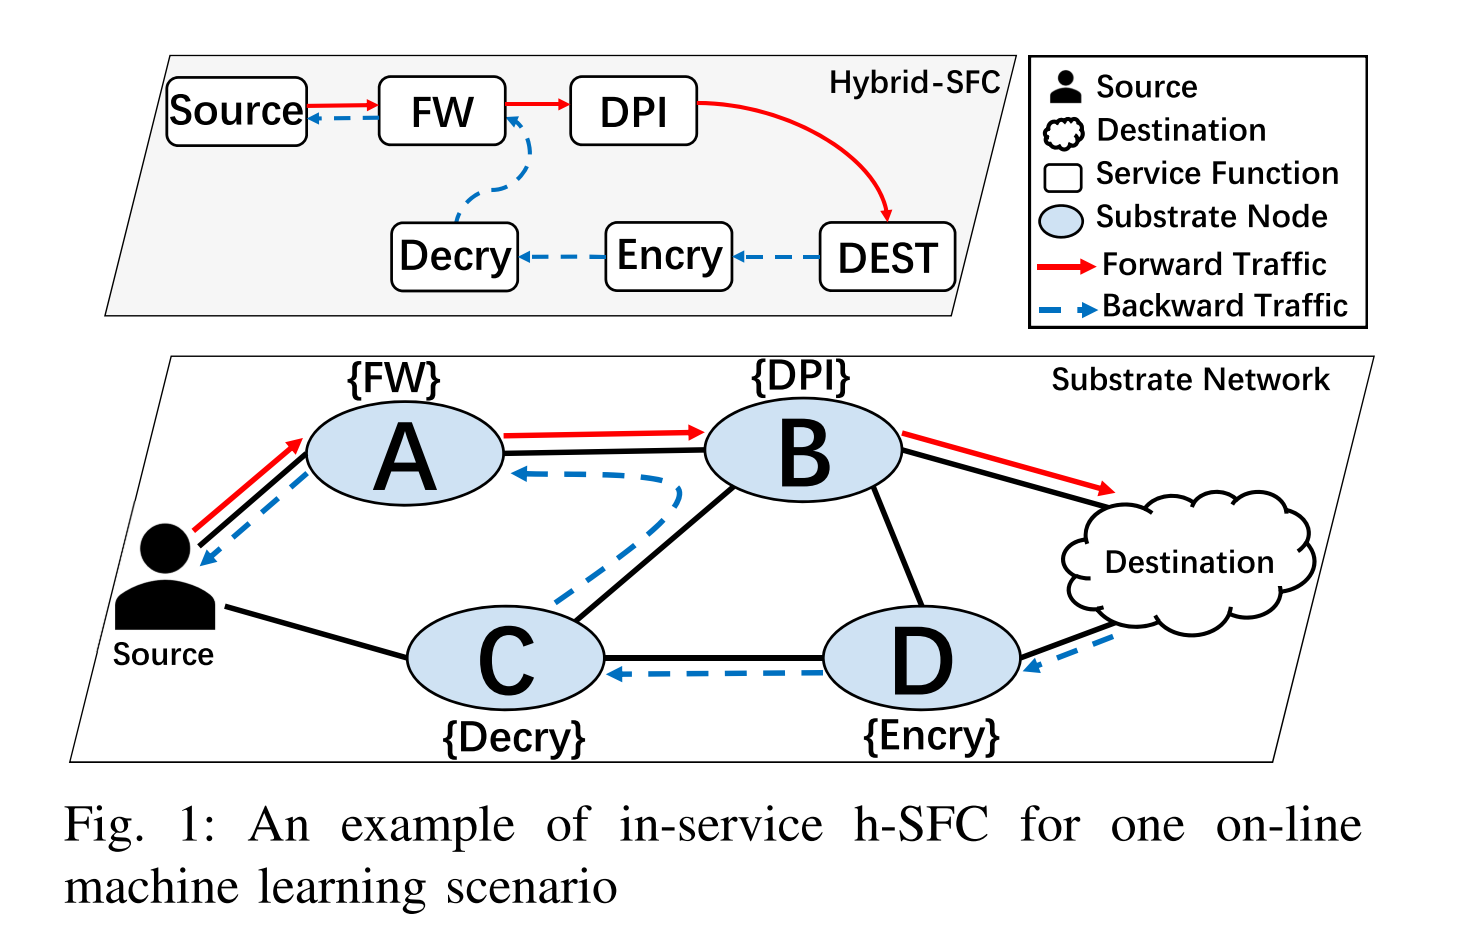 Hybrid-SFC
Source
FW
DPI
Decry
Encry
DEST
Source
Destination
Service Function
Substrate Node
Forward Traffic
Backward Traffic
Substrate Network
{FW}
{DPI}
A
B
Destination
Source
C
D
{Decry}
{Encry}
Fig. 1: An example of in-service h-SFC for one on-line
machine learning scenario